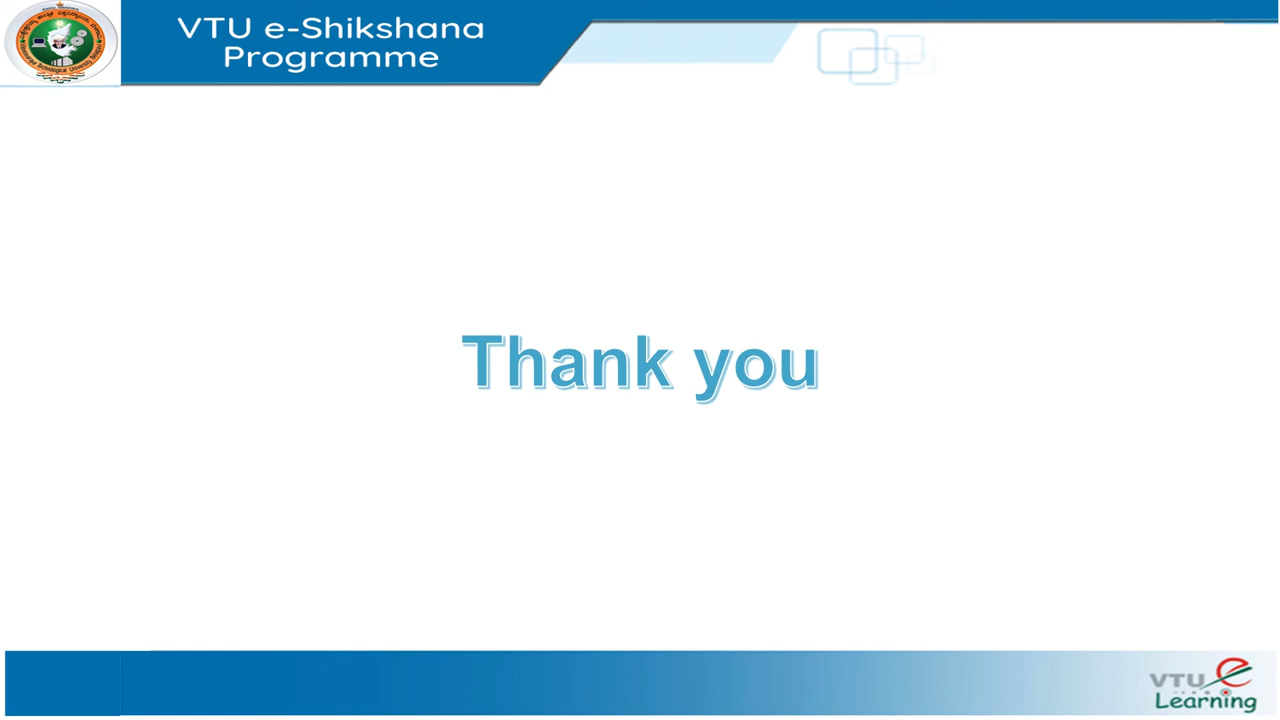 VTU e-Shikshana
Programme
Thank you
VTU e
Learning